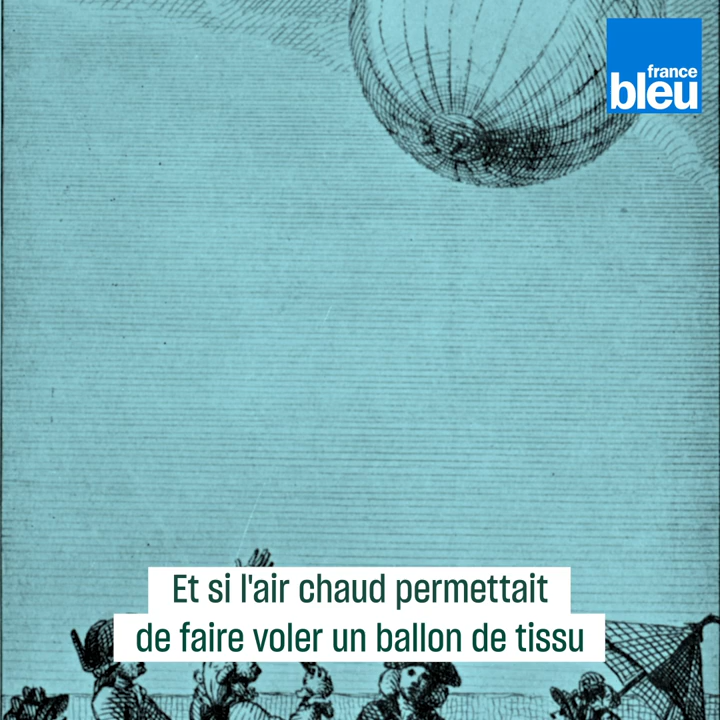 france
bleu
Et si l'air chaud permettait
de faire voler un ballon de tissu